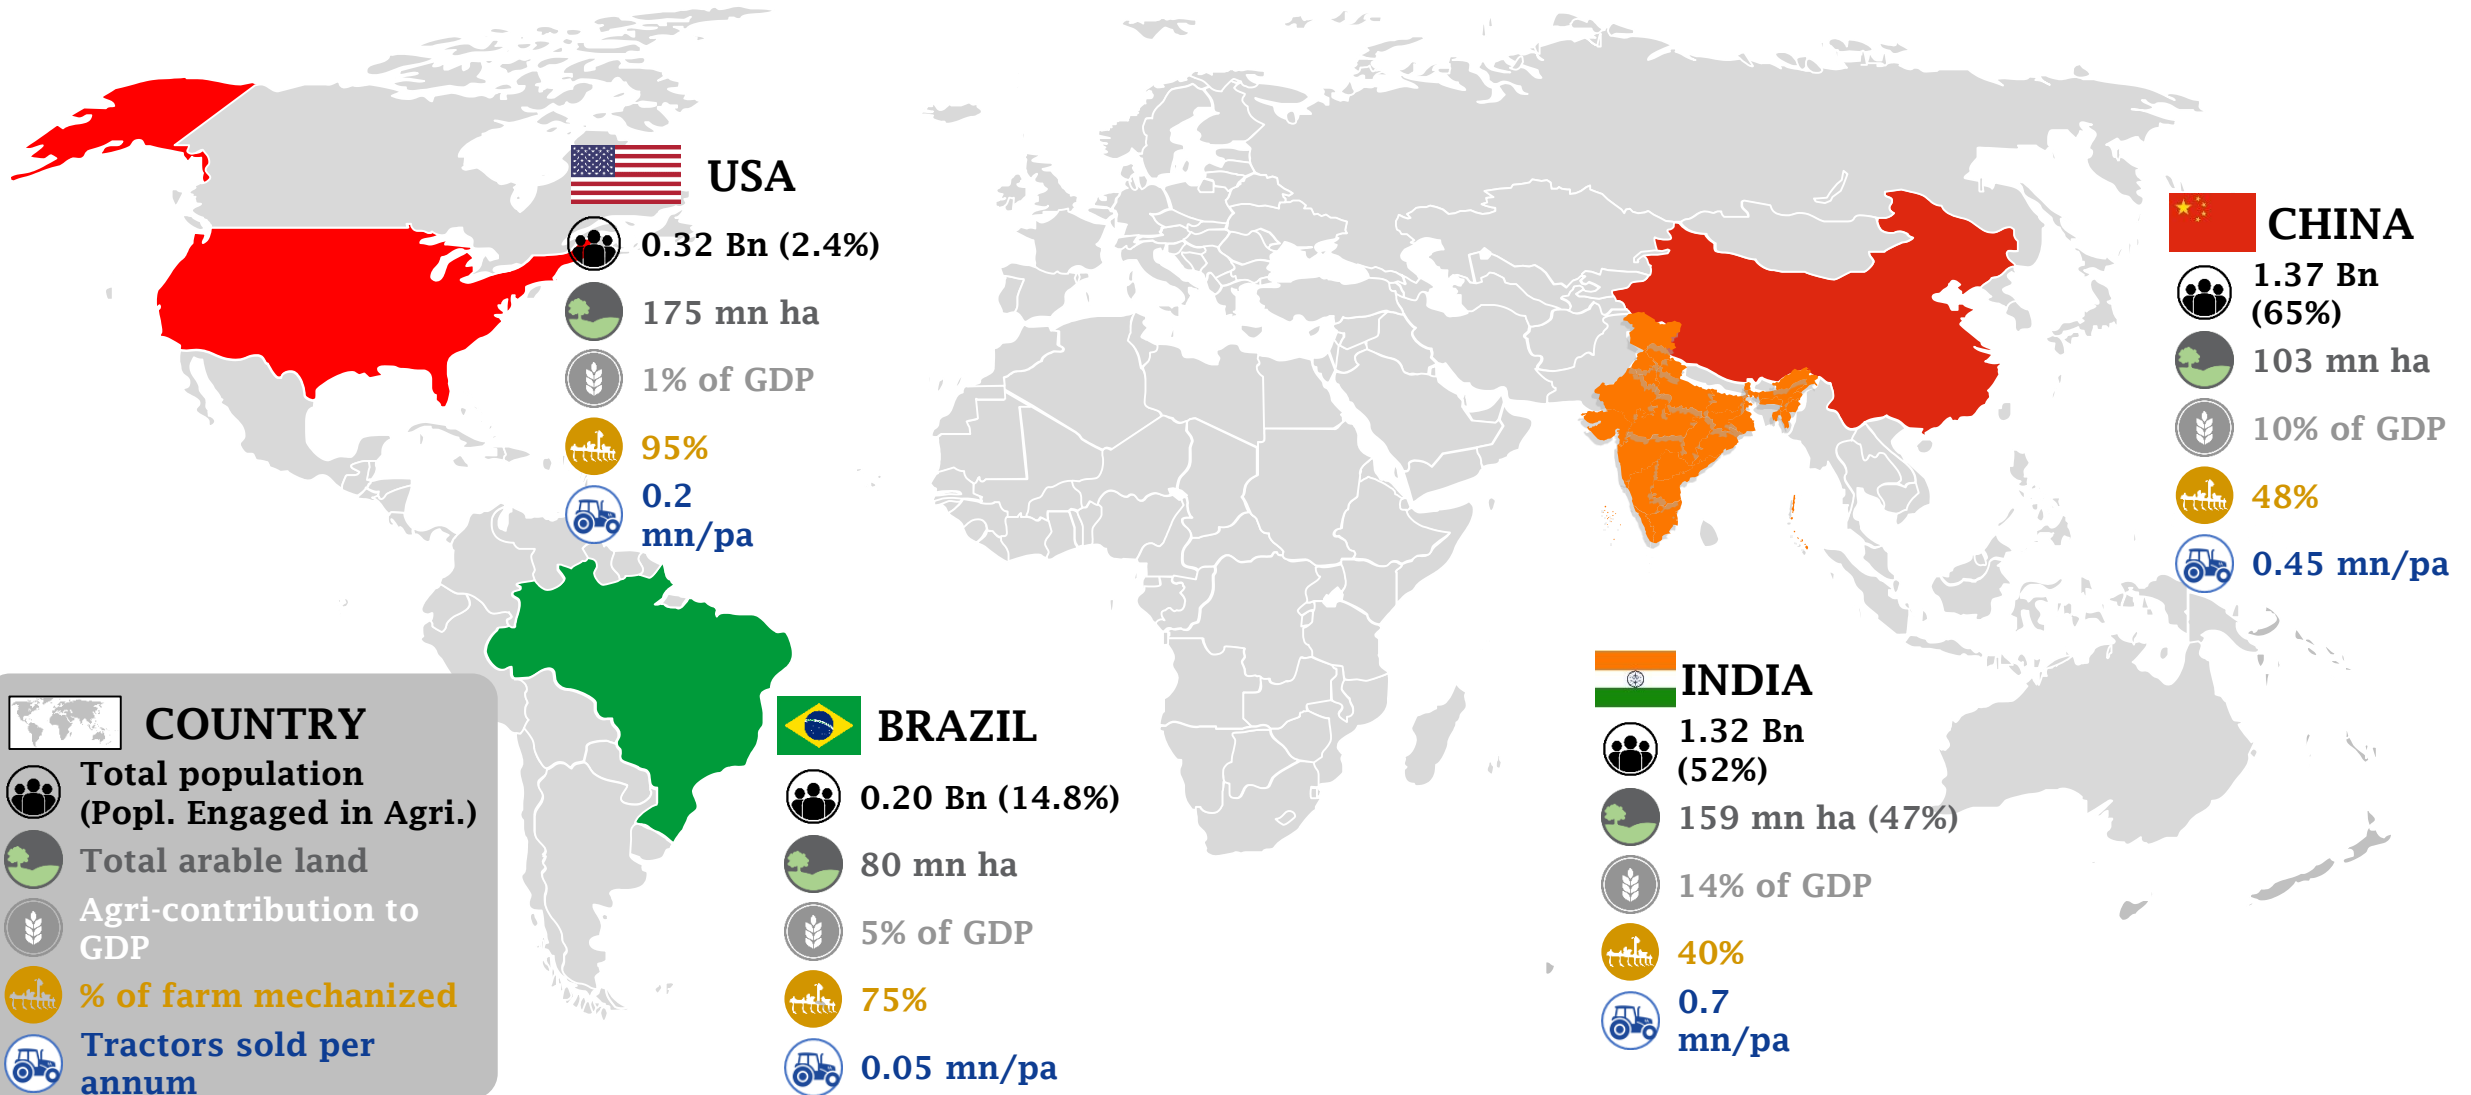 USA
0.32 Bn (2.4%)
175 mn ha
1% of GDP
95%
0.2
mn/pa
CHINA
1.37 Bn
(65%)
103 mn ha
10% of GDP
48%
0.45 mn/pa
COUNTRY
Total population
(Popl. Engaged in Agri.)
Total arable land
Agri-contribution to
GDP
% of farm mechanized
Tractors sold per
annum
BRAZIL
0.20 Bn (14.8%)
80 mn ha
5% of GDP
75%
0.05 mn/pa
INDIA
1.32 Bn
(52%)
159 mn ha (47%)
14% of GDP
40%
0.7
mn/pa